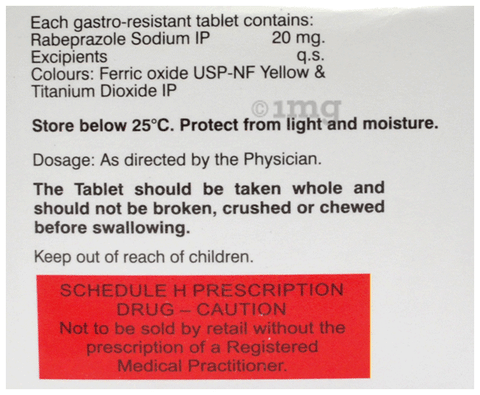 Each gastro-resistant tablet contains:
Rabeprazole Sodium IP 20 mg.
Excipients q.s.
Colours: Ferric oxide USP-NF Yellow &
Titanium Dioxide IP
©1mg
Store below 25°C. Protect from light and moisture.
Dosage: As directed by the Physician.
The Tablet should be taken whole and
should not be broken, crushed or chewed
before swallowing.
Keep out of reach of children.
SCHEDULE H PRESCRIPTION
DRUG – CAUTION
Not to be sold by retail without the
prescription of a Registered
Medical Practitioner.